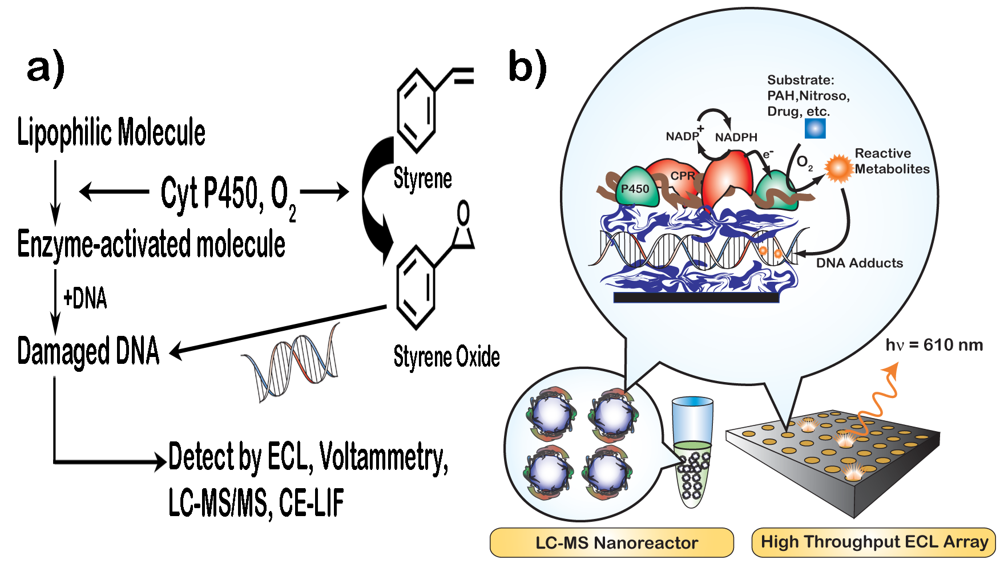 a)
Lipophilic Molecule
Cyt P450, O2
Enzyme-activated molecule
+DNA
Damaged DNA
Detect by ECL, Voltammetry,
LC-MS/MS, CE-LIF
Styrene
O
Styrene Oxide
b)
Substrate:
PAH,Nitroso,
Drug, etc.
NADP+
NADPH
e-
O2
Reactive
Metabolites
CPR
P450
DNA Adducts
hν = 610 nm
LC-MS Nanoreactor
High Throughput ECL Array